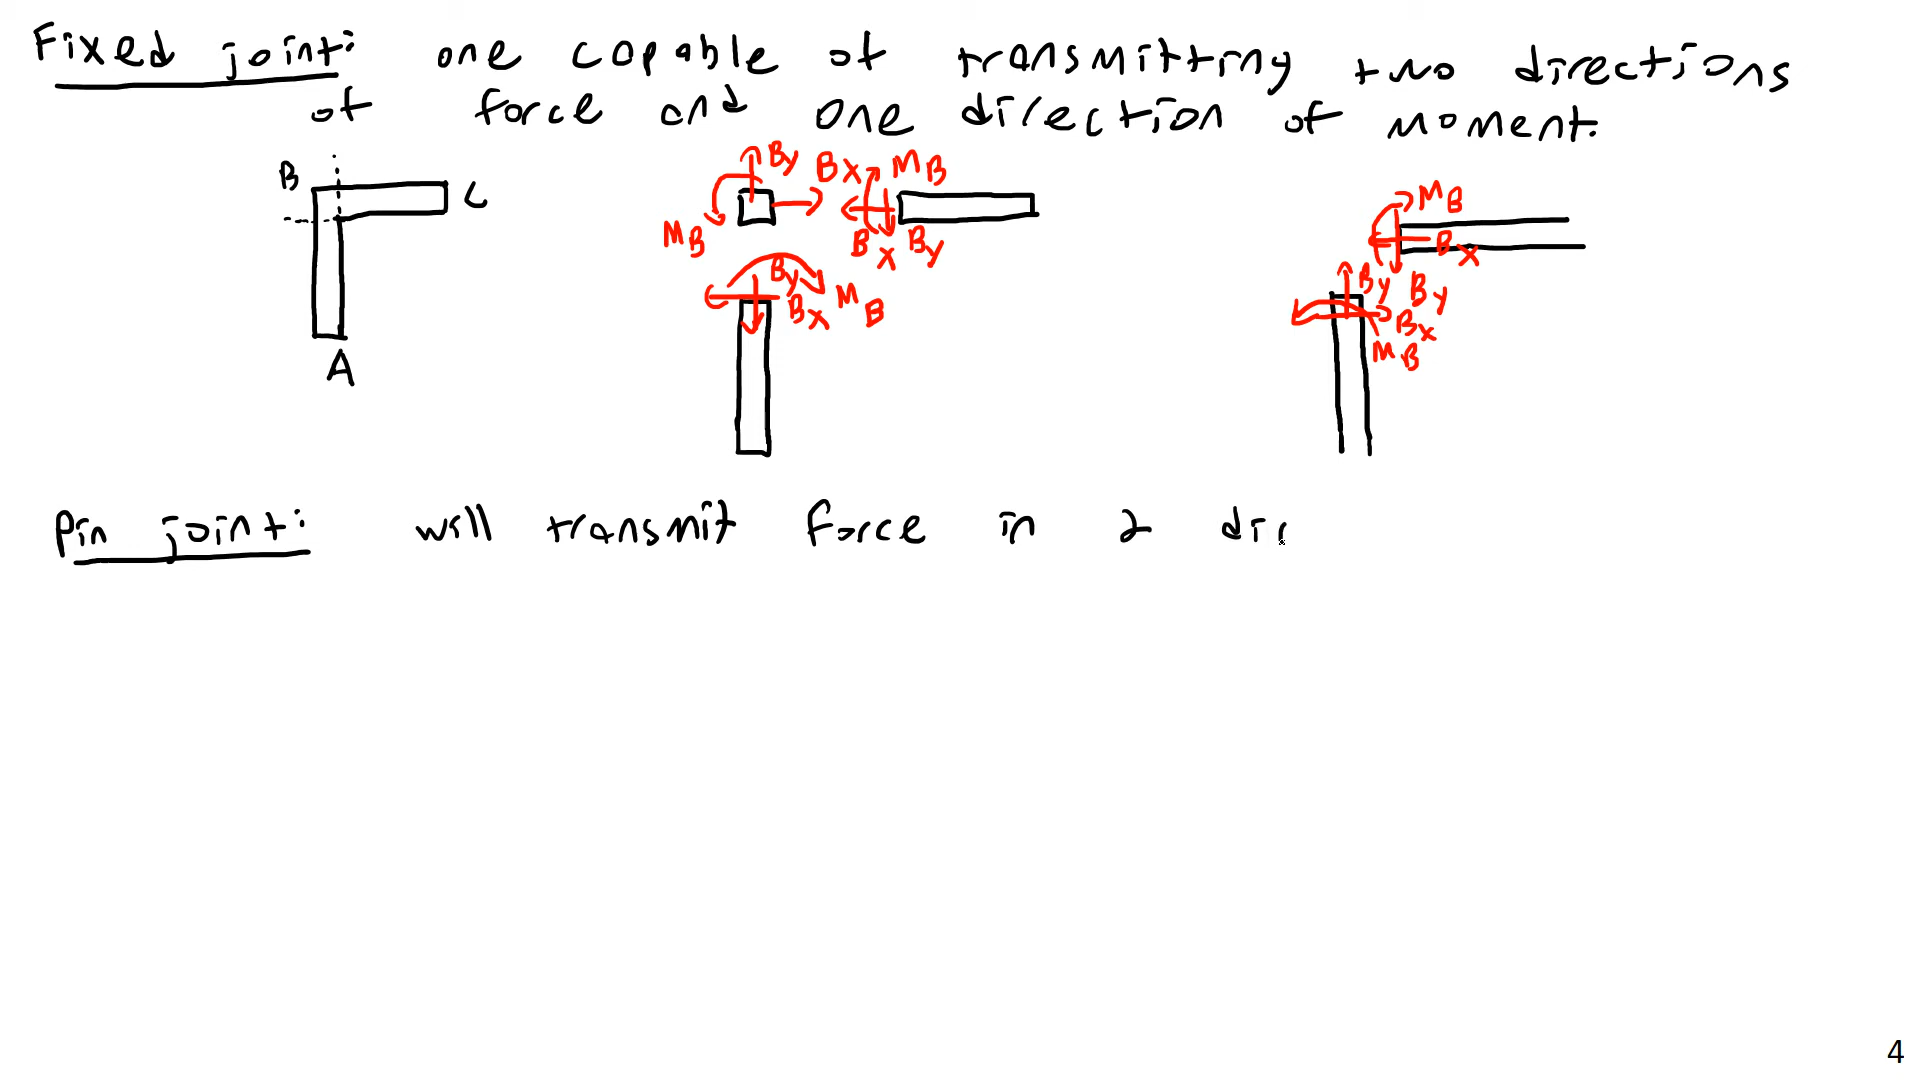 Fixed joint: one capable of transmitting two directions
of force and one direction of moment.
B
C
A
By
Bx
MB
MB
Bx
By
By
Bx
MB
MB
Bx
By
By
Bx
MB
Pin joint: will transmit force in 2 dir
4